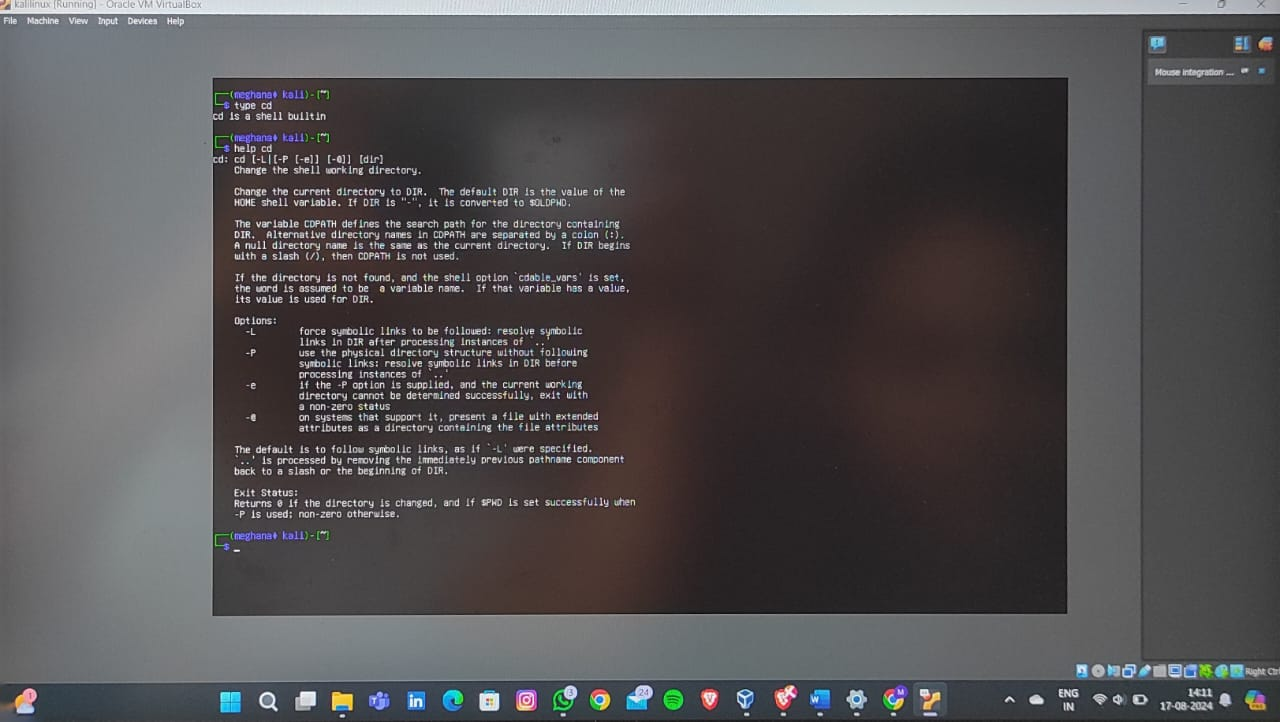 kalilinux [Running] - Oracle VM VirtualBox
File Machine View Input Devices Help
Mouse integration ...
┌──(meghana㉿kali)-[~]
└─$ type cd
cd is a shell builtin
┌──(meghana㉿kali)-[~]
└─$ help cd
cd: cd [-L|[-P [-e]] [-@]] [dir]
Change the shell working directory.
Change the current directory to DIR. The default DIR is the value of the
HOME shell variable. If DIR is "-", it is converted to $OLDPWD.
The variable CDPATH defines the search path for the directory containing
DIR. Alternative directory names in CDPATH are separated by a colon (:).
A null directory name is the same as the current directory. If DIR begins
with a slash (/), then CDPATH is not used.
If the directory is not found, and the shell option `cdable_vars' is set,
the word is assumed to be a variable name. If that variable has a value,
its value is used for DIR.
Options:
-L force symbolic links to be followed: resolve symbolic
links in DIR after processing instances of `..'
-P use the physical directory structure without following
symbolic links: resolve symbolic links in DIR before
processing instances of `..'
-e if the -P option is supplied, and the current working
directory cannot be determined successfully, exit with
a non-zero status
-@ on systems that support it, present a file with extended
attributes as a directory containing the file attributes
The default is to follow symbolic links, as if `-L' were specified.
`..' is processed by removing the immediately previous pathname component
back to a slash or the beginning of DIR.
Exit Status:
Returns 0 if the directory is changed, and if $PWD is set successfully when
-P is used; non-zero otherwise.
┌──(meghana㉿kali)-[~]
└─$ _
Right Ctrl
1
3
24
M
ENG
IN
14:11
17-08-2024